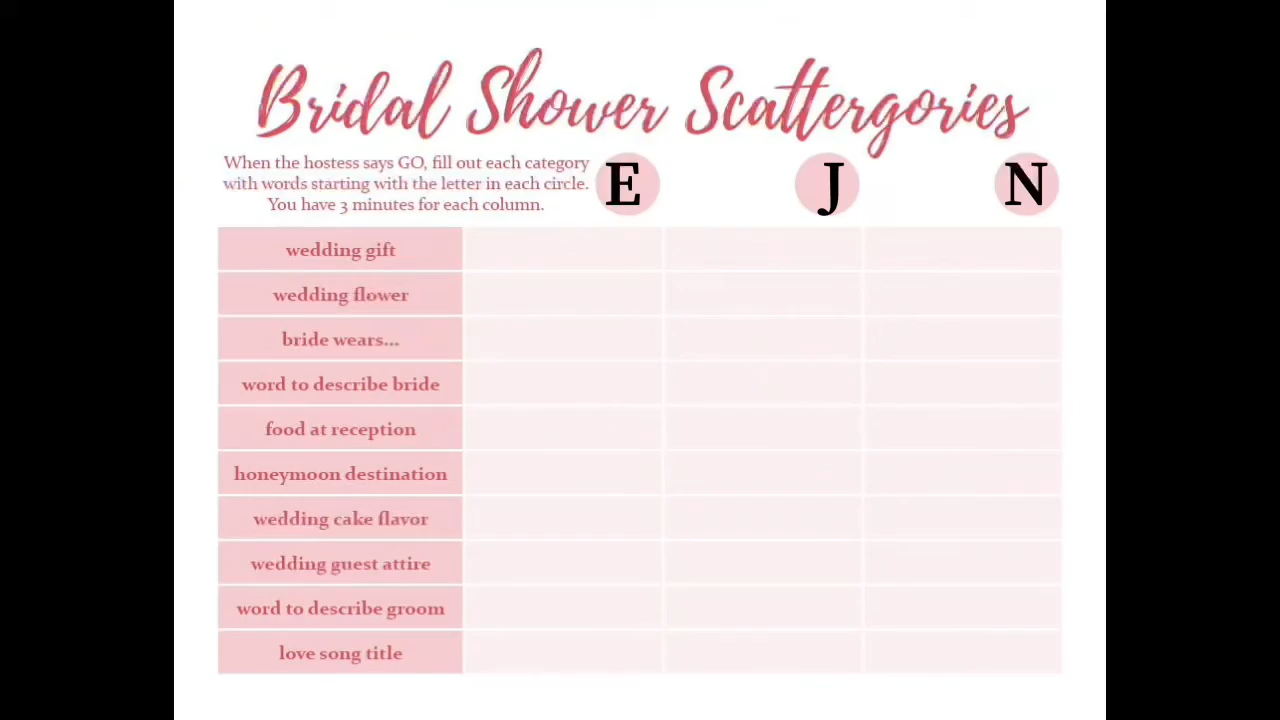 Bridal Shower Scattergories
When the hostess says GO, fill out each category
with words starting with the letter in each circle.
You have 3 minutes for each column.
E J N
wedding gift
wedding flower
bride wears...
word to describe bride
food at reception
honeymoon destination
wedding cake flavor
wedding guest attire
word to describe groom
love song title